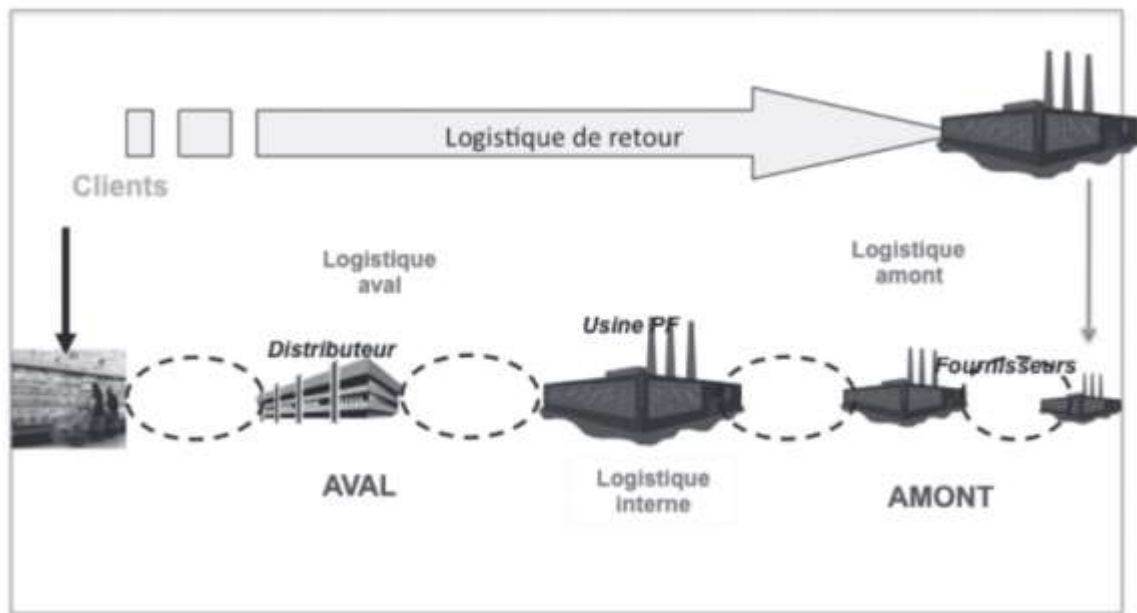 Logistique de retour
Clients
Logistique
aval
Logistique
amont
Usine PF
Distributeur
Fournisseurs
AVAL
Logistique
interne
AMONT